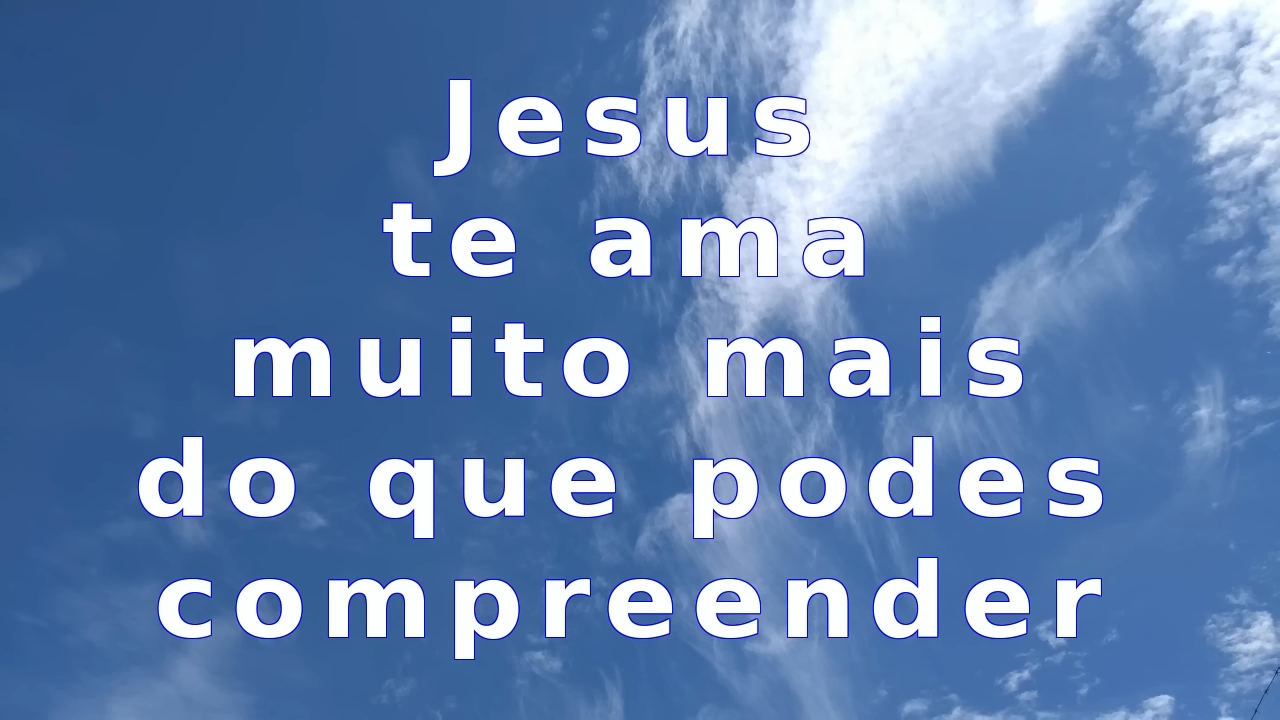 Jesus
te ama
muito mais
do que podes
compreender